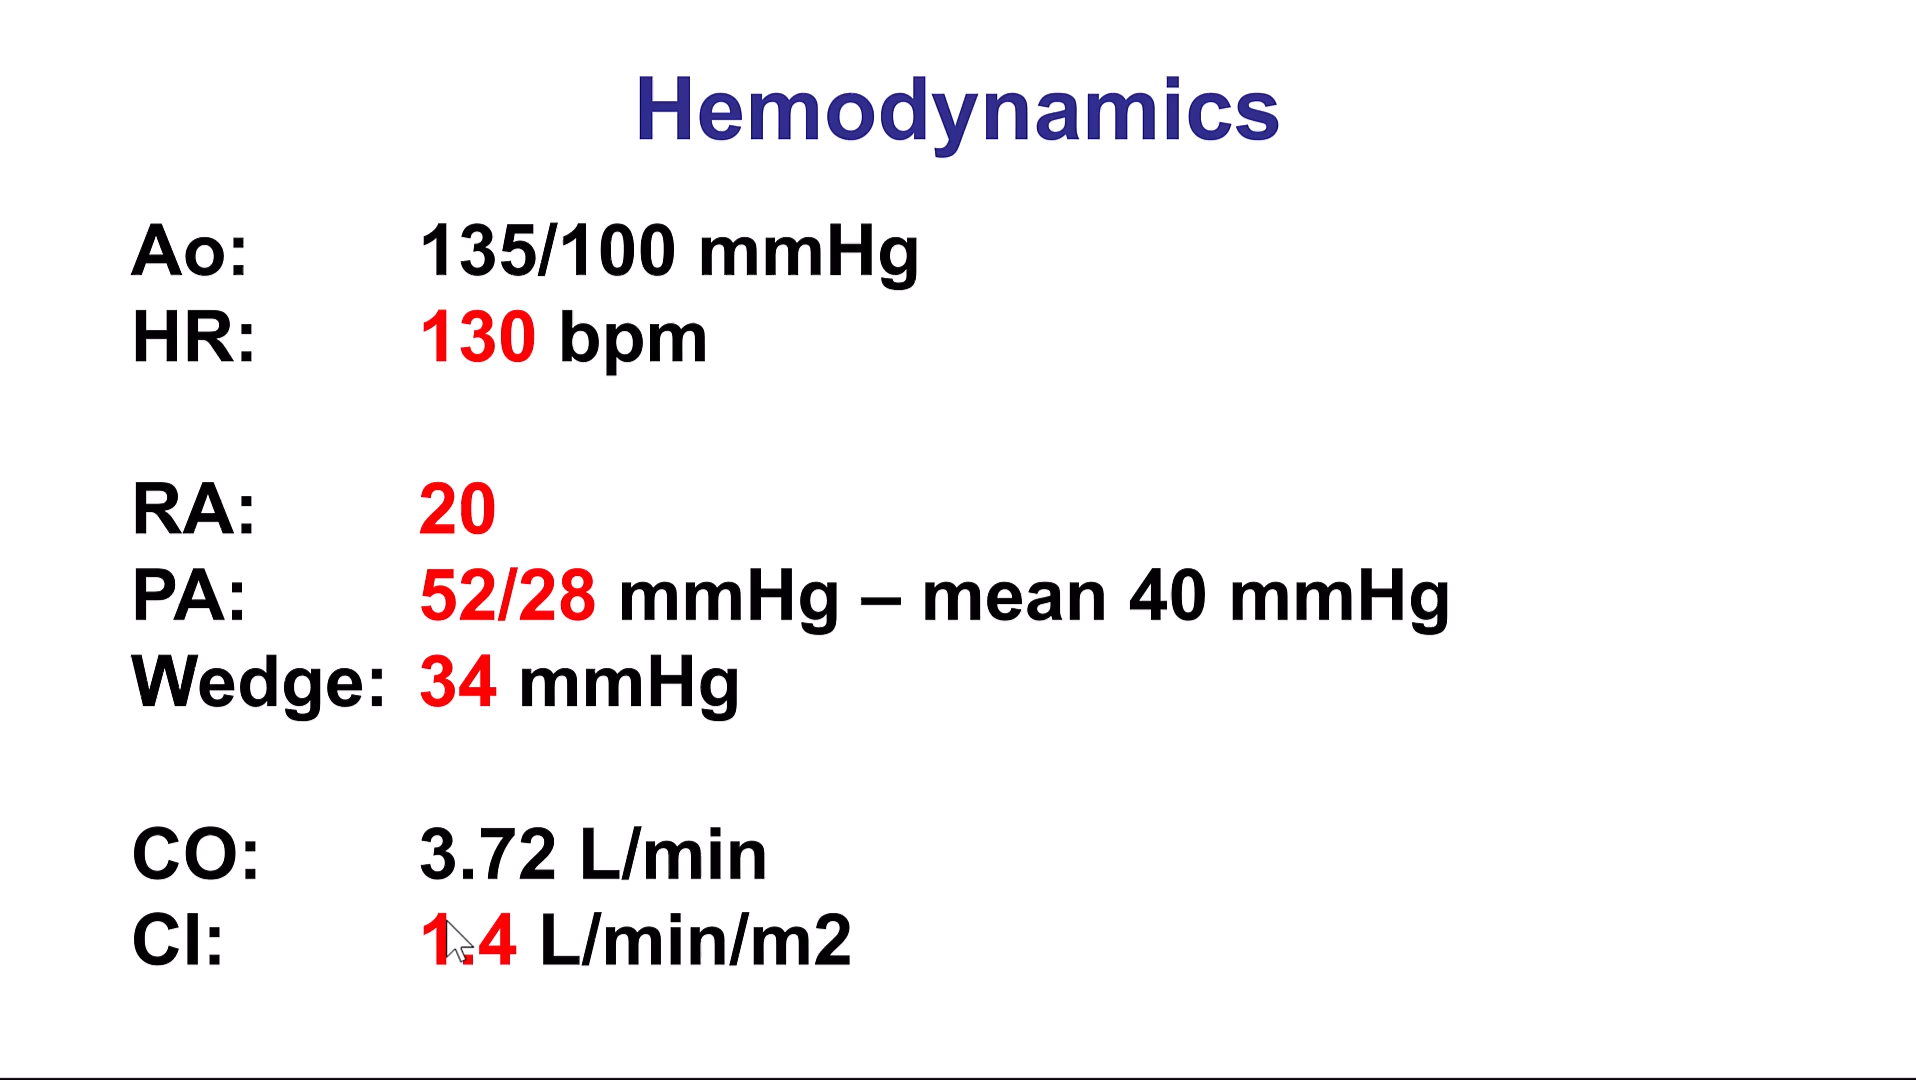 Hemodynamics
Ao: 135/100 mmHg
HR: 130 bpm
RA: 20
PA: 52/28 mmHg – mean 40 mmHg
Wedge: 34 mmHg
CO: 3.72 L/min
CI: 1.4 L/min/m2